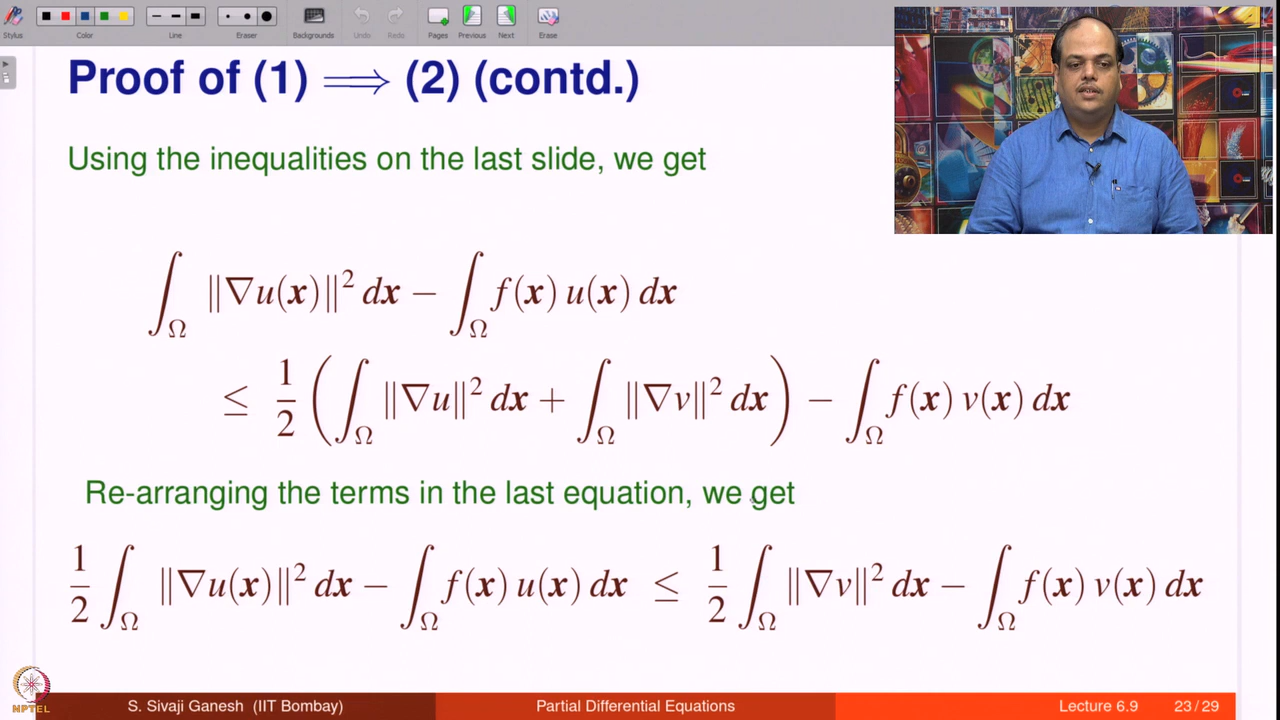 Stylus Color Line Eraser Backgrounds Undo Redo Pages Previous Next Erase
Proof of (1) ⟹ (2) (contd.)
Using the inequalities on the last slide, we get
∫_Ω ‖∇u(x)‖² dx − ∫_Ω f(x) u(x) dx
≤ 1/2 ( ∫_Ω ‖∇u‖² dx + ∫_Ω ‖∇v‖² dx ) − ∫_Ω f(x) v(x) dx
Re-arranging the terms in the last equation, we get
1/2 ∫_Ω ‖∇u(x)‖² dx − ∫_Ω f(x) u(x) dx ≤ 1/2 ∫_Ω ‖∇v‖² dx − ∫_Ω f(x) v(x) dx
NPTEL
S. Sivaji Ganesh (IIT Bombay) Partial Differential Equations Lecture 6.9 23 / 29